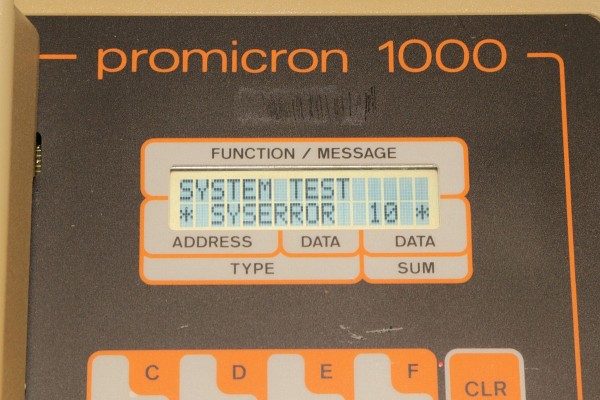 promicron 1000
FUNCTION / MESSAGE
SYSTEM TEST
* SYSERROR 10 *
ADDRESS DATA DATA
TYPE SUM
C D E F
CLR